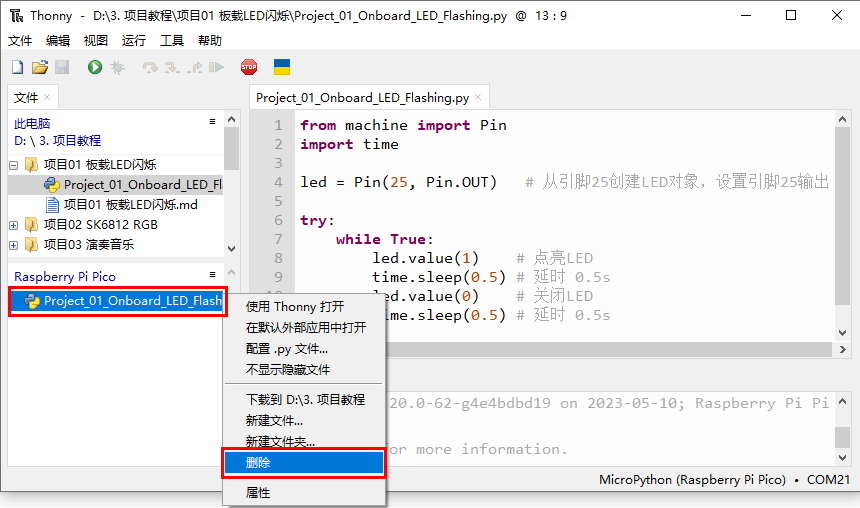 Thonny - D:\3. 项目教程\项目01 板载LED闪烁\Project_01_Onboard_LED_Flashing.py @ 13 : 9
文件 编辑 视图 运行 工具 帮助
STOP
文件 ×
此电脑
D: \ 3. 项目教程
项目01 板载LED闪烁
Project_01_Onboard_LED_Fl
项目01 板载LED闪烁.md
项目02 SK6812 RGB
项目03 演奏音乐
Raspberry Pi Pico
Project_01_Onboard_LED_Flash
Project_01_Onboard_LED_Flashing.py ×
1 from machine import Pin
2 import time
3
4 led = Pin(25, Pin.OUT) # 从引脚25创建LED对象，设置引脚25输出
5
6 try:
7 while True:
8 led.value(1) # 点亮LED
9 time.sleep(0.5) # 延时 0.5s
led.value(0) # 关闭LED
ime.sleep(0.5) # 延时 0.5s
使用 Thonny 打开
在默认外部应用中打开
配置 .py 文件...
不显示隐藏文件
下载到 D:\3. 项目教程
新建文件...
新建文件夹...
删除
属性
20.0-62-g4e4bdbd19 on 2023-05-10; Raspberry Pi Pi
or more information.
MicroPython (Raspberry Pi Pico) • COM21